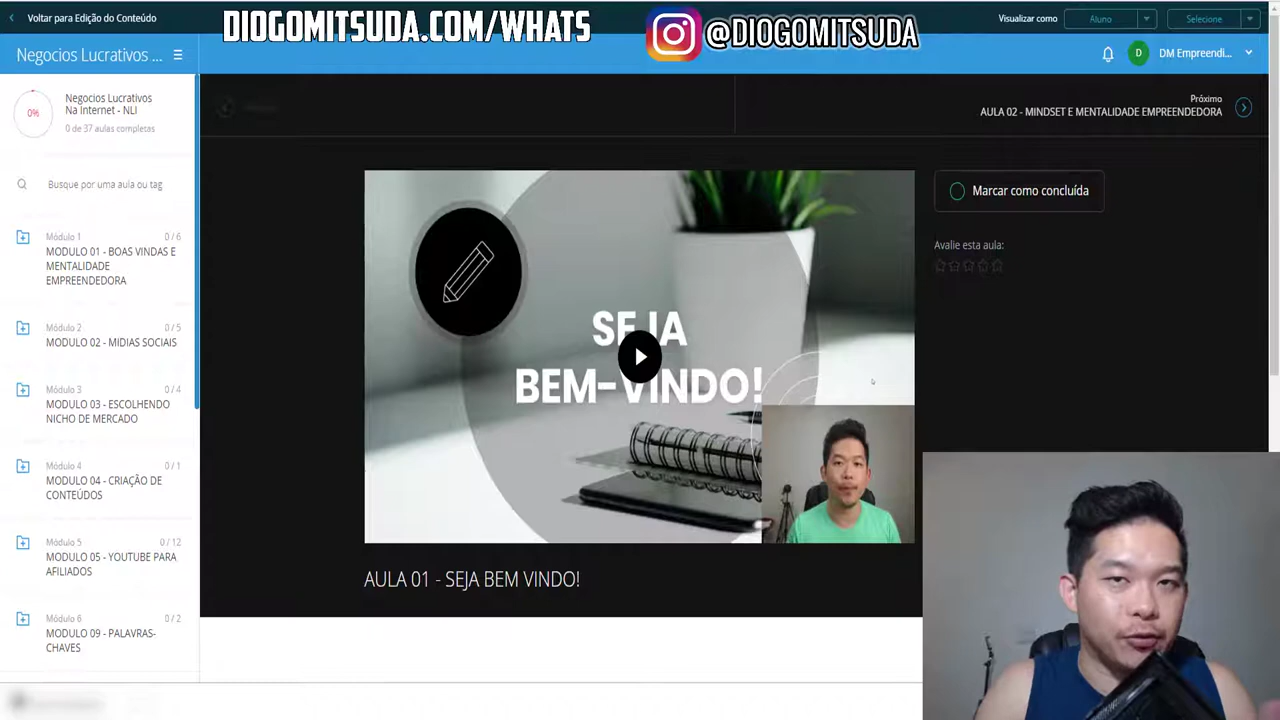 Voltar para Edição do Conteúdo
DIOGOMITSUDA.COM/WHATS
@DIOGOMITSUDA
Visualizar como
Aluno
Selecione
Negocios Lucrativos ...
D
DM Empreendi...
0%
Negocios Lucrativos
Na Internet - NLI
0 de 37 aulas completas
Próximo
AULA 02 - MINDSET E MENTALIDADE EMPREENDEDORA
Busque por uma aula ou tag
Módulo 1
0 / 6
MODULO 01 - BOAS VINDAS E
MENTALIDADE
EMPREENDEDORA
Módulo 2
0 / 5
MODULO 02 - MIDIAS SOCIAIS
Módulo 3
0 / 4
MODULO 03 - ESCOLHENDO
NICHO DE MERCADO
Módulo 4
0 / 1
MODULO 04 - CRIAÇÃO DE
CONTEÚDOS
Módulo 5
0 / 12
MODULO 05 - YOUTUBE PARA
AFILIADOS
Módulo 6
0 / 2
MODULO 09 - PALAVRAS-
CHAVES
SEJA
BEM-VINDO!
AULA 01 - SEJA BEM VINDO!
Marcar como concluída
Avalie esta aula: